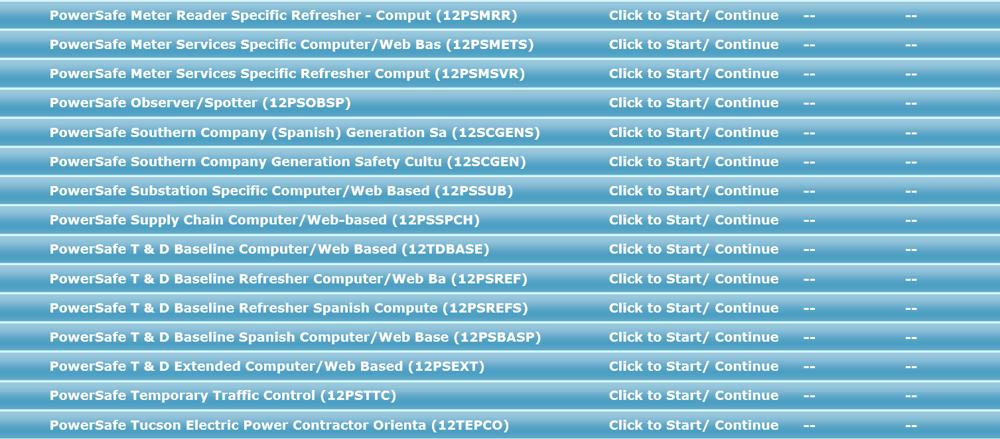 PowerSafe Meter Reader Specific Refresher - Comput (12PSMRR) Click to Start/ Continue -- --
PowerSafe Meter Services Specific Computer/Web Bas (12PSMETS) Click to Start/ Continue -- --
PowerSafe Meter Services Specific Refresher Comput (12PSMSVR) Click to Start/ Continue -- --
PowerSafe Observer/Spotter (12PSOBSP) Click to Start/ Continue -- --
PowerSafe Southern Company (Spanish) Generation Sa (12SCGENS) Click to Start/ Continue -- --
PowerSafe Southern Company Generation Safety Cultu (12SCGEN) Click to Start/ Continue -- --
PowerSafe Substation Specific Computer/Web Based (12PSSUB) Click to Start/ Continue -- --
PowerSafe Supply Chain Computer/Web-based (12PSSPCH) Click to Start/ Continue -- --
PowerSafe T & D Baseline Computer/Web Based (12TDBASE) Click to Start/ Continue -- --
PowerSafe T & D Baseline Refresher Computer/Web Ba (12PSREF) Click to Start/ Continue -- --
PowerSafe T & D Baseline Refresher Spanish Compute (12PSREFS) Click to Start/ Continue -- --
PowerSafe T & D Baseline Spanish Computer/Web Base (12PSBASP) Click to Start/ Continue -- --
PowerSafe T & D Extended Computer/Web Based (12PSEXT) Click to Start/ Continue -- --
PowerSafe Temporary Traffic Control (12PSTTC) Click to Start/ Continue -- --
PowerSafe Tucson Electric Power Contractor Orienta (12TEPCO) Click to Start/ Continue -- --